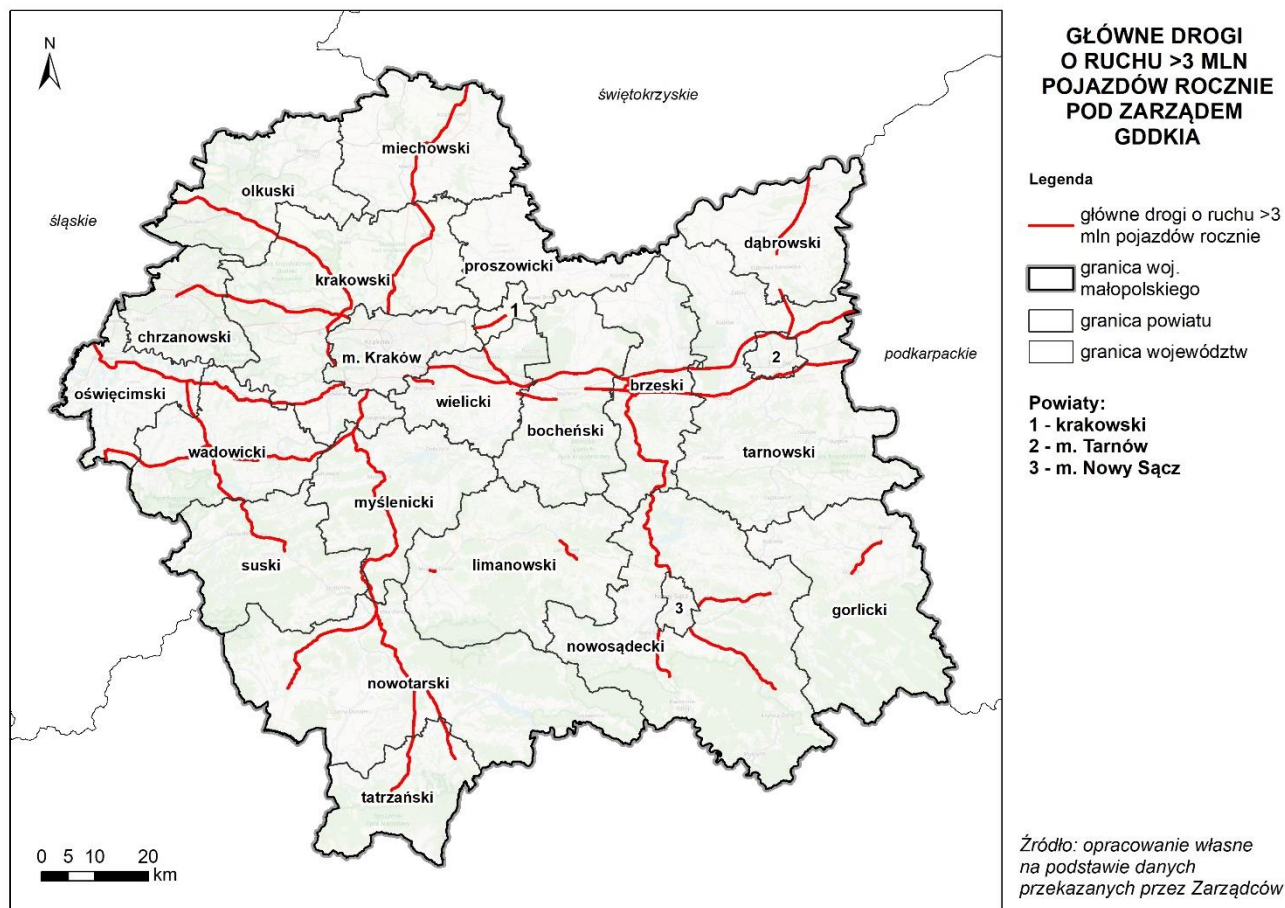 N
świętokrzyskie
miechowski
olkuski
śląskie
dąbrowski
proszowicki
krakowski
1
chrzanowski
m. Kraków
2
podkarpackie
oświęcimski
wielicki
brzeski
bocheński
wadowicki
tarnowski
myślenicki
suski
limanowski
3
gorlicki
nowosądecki
nowotarski
tatrzański
0 5 10 20
km
GŁÓWNE DROGI
O RUCHU >3 MLN
POJAZDÓW ROCZNIE
POD ZARZĄDEM
GDDKIA
Legenda
główne drogi o ruchu >3
mln pojazdów rocznie
granica woj.
małopolskiego
granica powiatu
granica województw
Powiaty:
1 - krakowski
2 - m. Tarnów
3 - m. Nowy Sącz
Źródło: opracowanie własne
na podstawie danych
przekazanych przez Zarządców